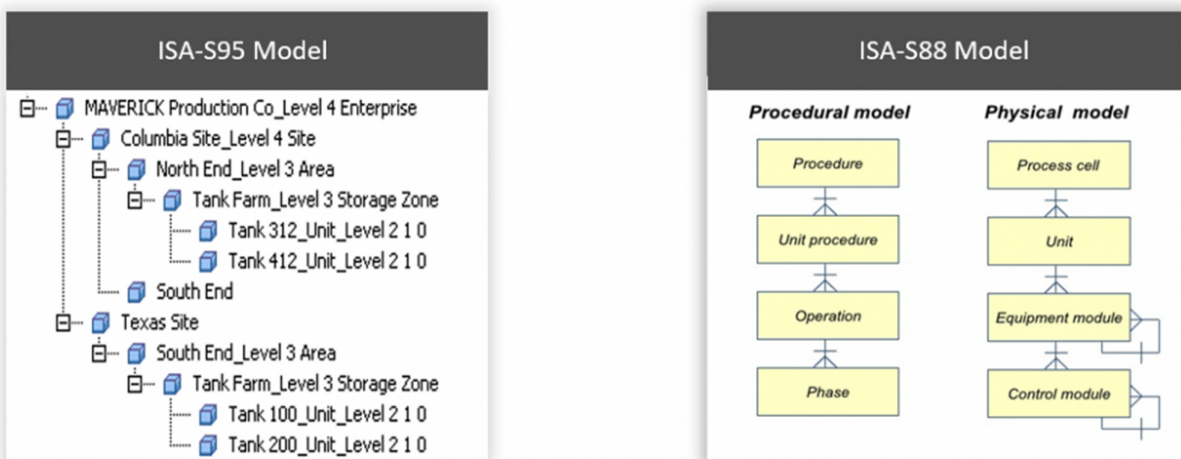 ISA-S95 Model
MAVERICK Production Co_Level 4 Enterprise
Columbia Site_Level 4 Site
North End_Level 3 Area
Tank Farm_Level 3 Storage Zone
Tank 312_Unit_Level 2 1 0
Tank 412_Unit_Level 2 1 0
South End
Texas Site
South End_Level 3 Area
Tank Farm_Level 3 Storage Zone
Tank 100_Unit_Level 2 1 0
Tank 200_Unit_Level 2 1 0
ISA-S88 Model
Procedural model
Procedure
Unit procedure
Operation
Phase
Physical model
Process cell
Unit
Equipment module
Control module